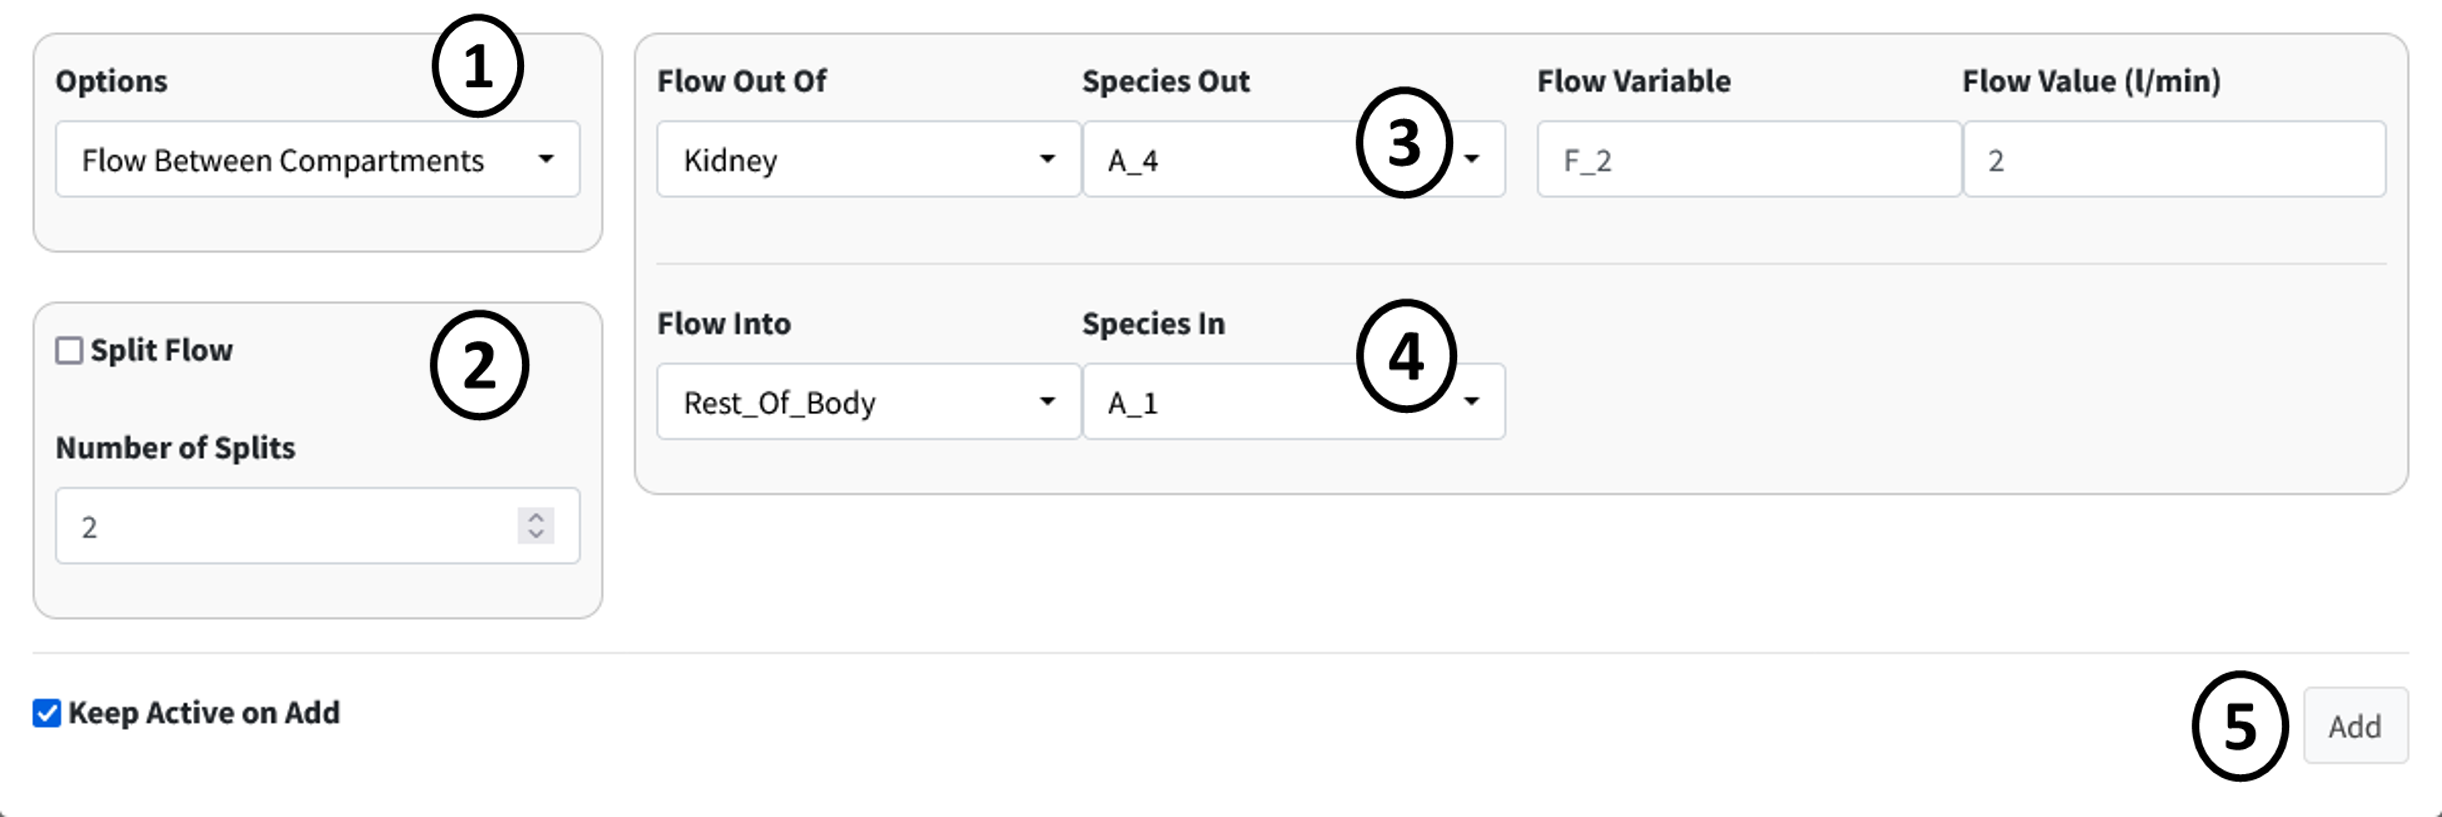 Options
1
Flow Between Compartments
Split Flow
2
Number of Splits
2
Flow Out Of
Species Out
Flow Variable
Flow Value (l/min)
Kidney
A_4
3
F_2
2
Flow Into
Species In
4
Rest_Of_Body
A_1
Keep Active on Add
5
Add